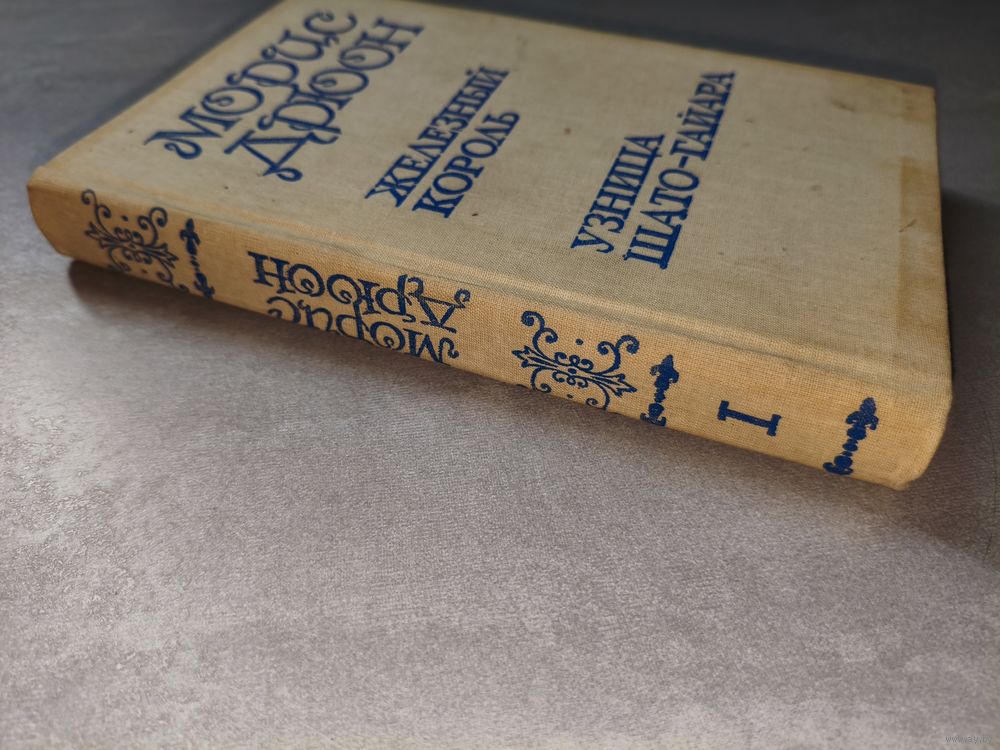 Морис
Дрюон
ЖЕЛЕЗНЫЙ
КОРОЛЬ
УЗНИЦА
ШАТО-ГАЙАРА
Морис
Дрюон
I